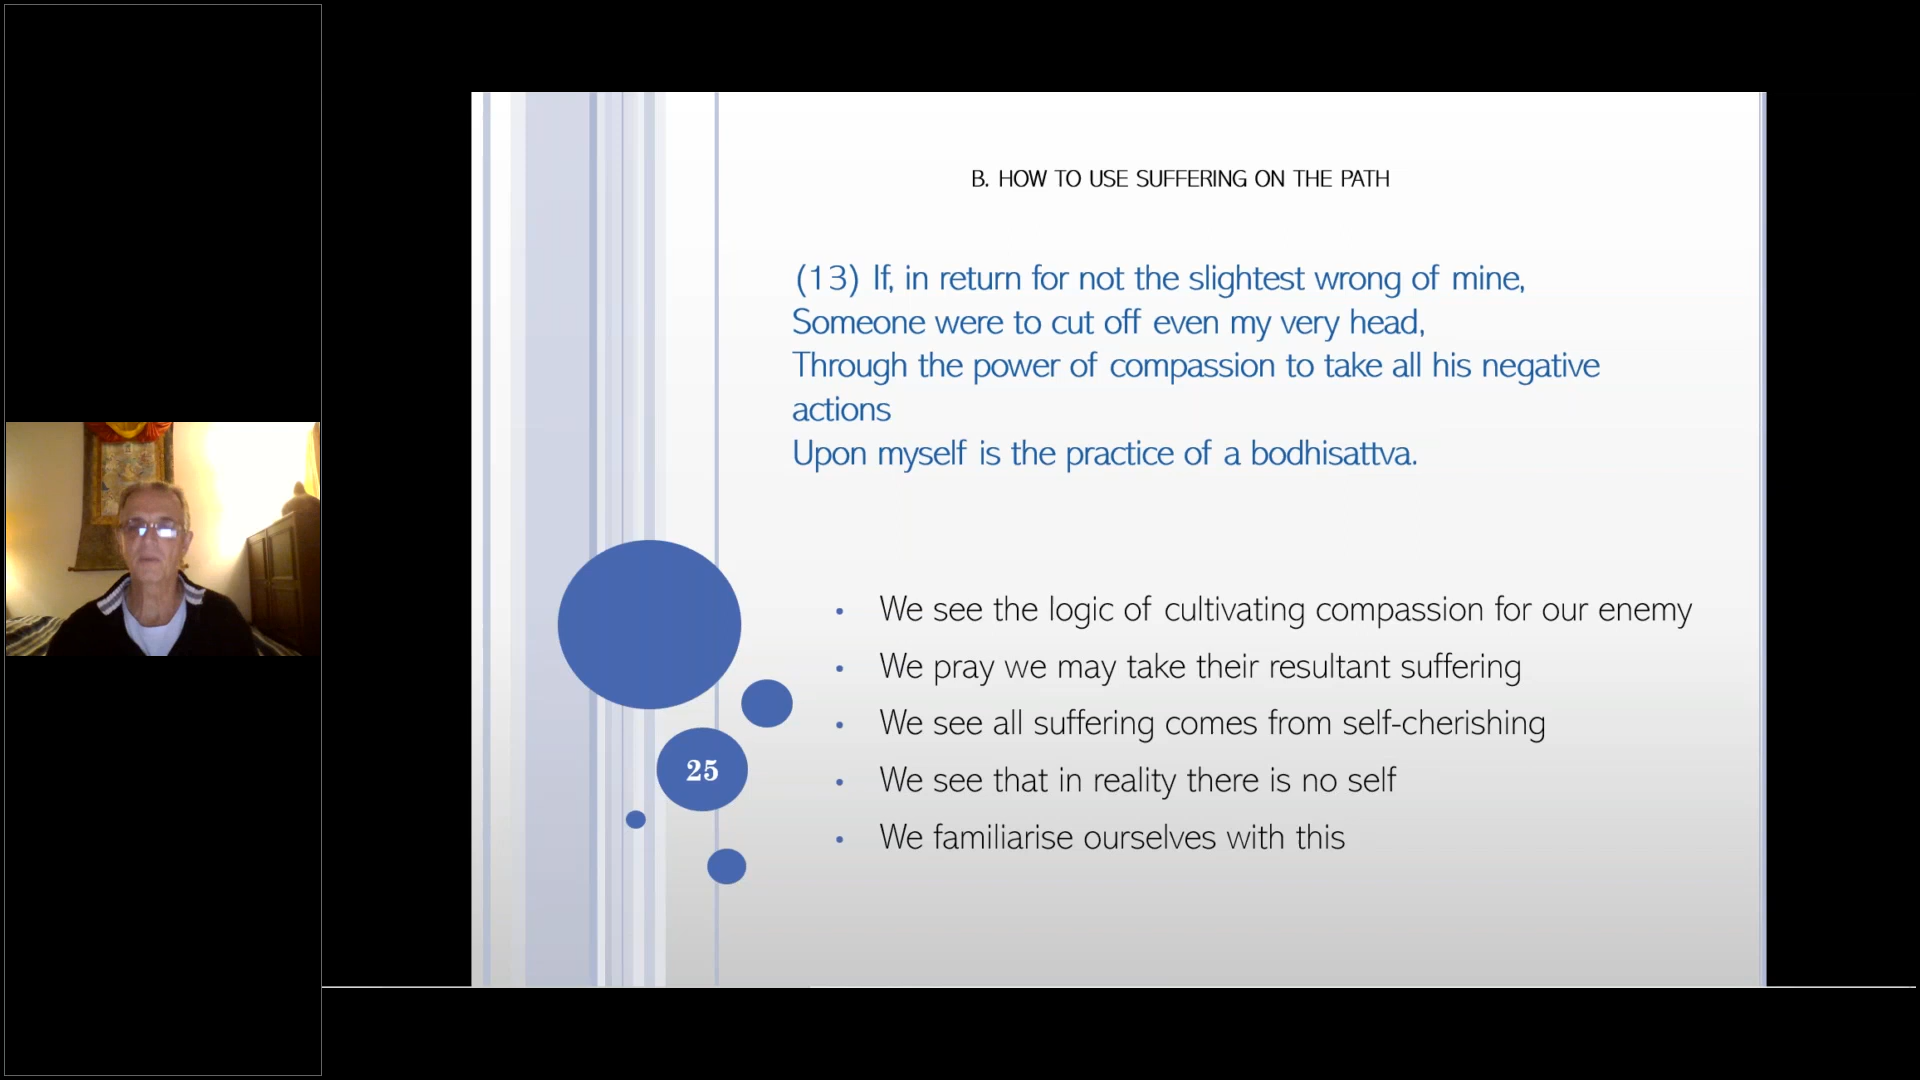 B. HOW TO USE SUFFERING ON THE PATH
(13) If, in return for not the slightest wrong of mine,
Someone were to cut off even my very head,
Through the power of compassion to take all his negative
actions
Upon myself is the practice of a bodhisattva.
• We see the logic of cultivating compassion for our enemy
• We pray we may take their resultant suffering
• We see all suffering comes from self-cherishing
• We see that in reality there is no self
• We familiarise ourselves with this
25